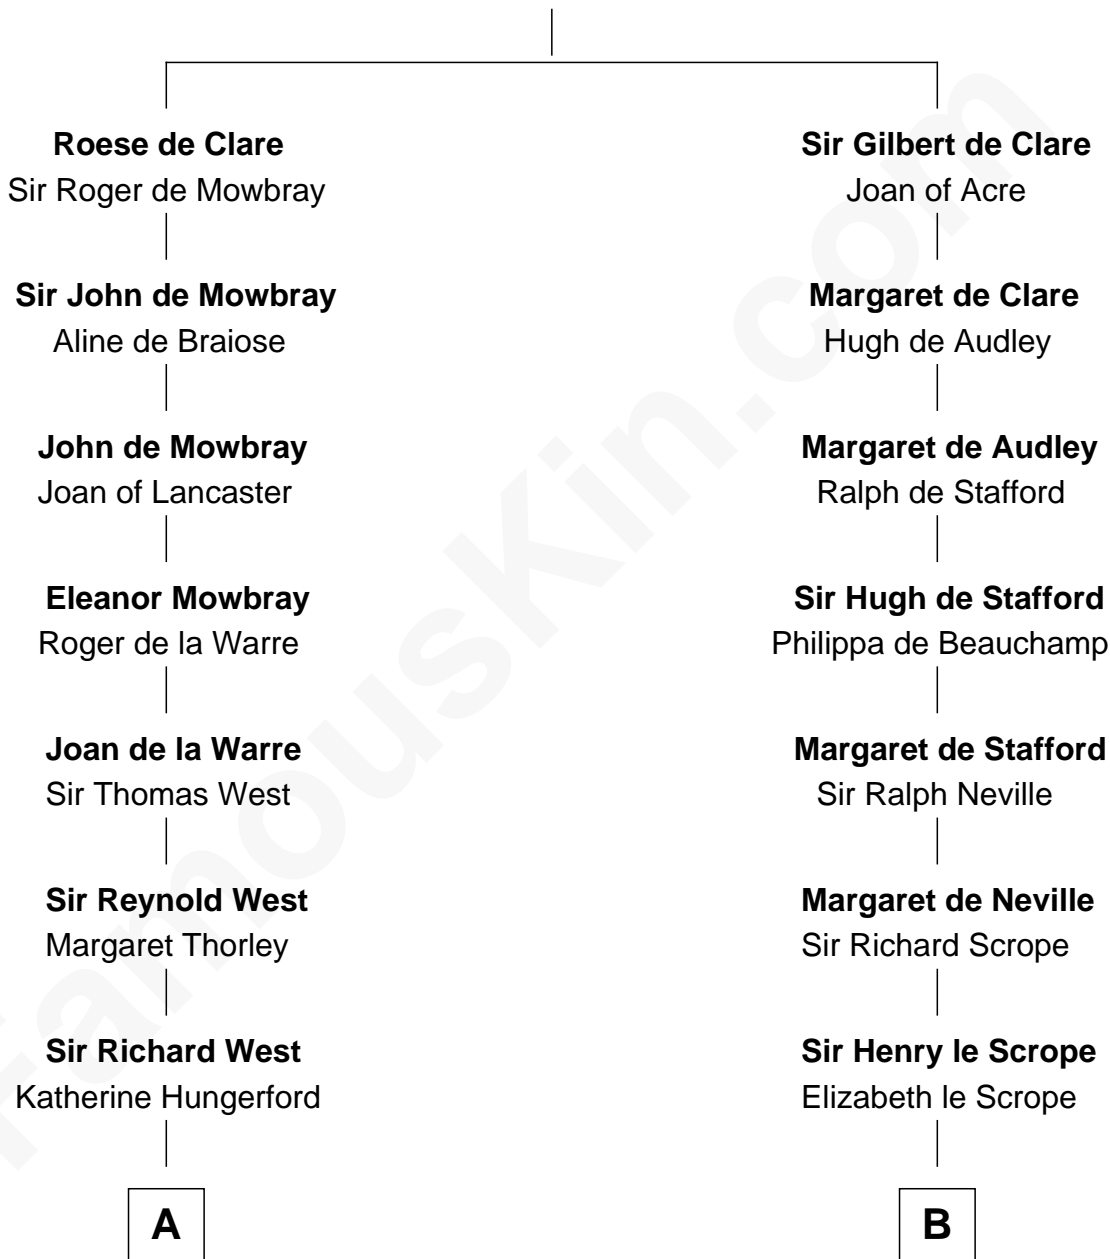 Roese de Clare
Sir Roger de Mowbray
Sir John de Mowbray
Aline de Braiose
John de Mowbray
Joan of Lancaster
Eleanor Mowbray
Roger de la Warre
Joan de la Warre
Sir Thomas West
Sir Reynold West
Margaret Thorley
Sir Richard West
Katherine Hungerford
A
Sir Gilbert de Clare
Joan of Acre
Margaret de Clare
Hugh de Audley
Margaret de Audley
Ralph de Stafford
Sir Hugh de Stafford
Philippa de Beauchamp
Margaret de Stafford
Sir Ralph Neville
Margaret de Neville
Sir Richard Scrope
Sir Henry le Scrope
Elizabeth le Scrope
B
FamousKin.com